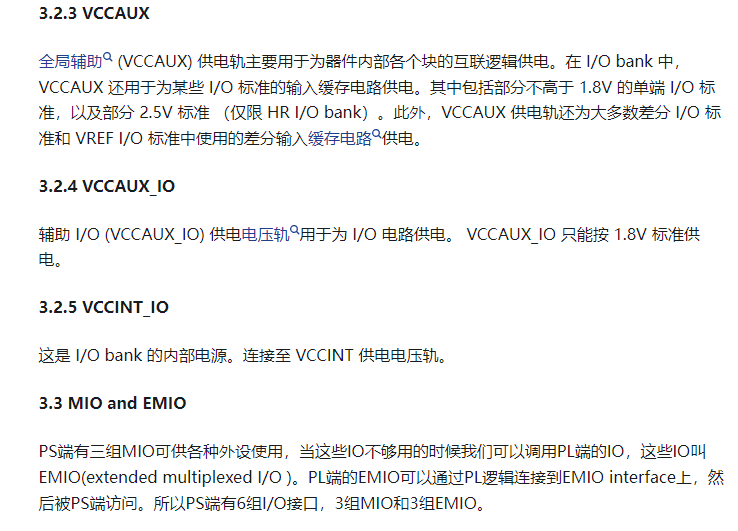 3.2.3 VCCAUX
全局辅助 (VCCAUX) 供电轨主要用于为器件内部各个块的互联逻辑供电。在 I/O bank 中，
VCCAUX 还用于为某些 I/O 标准的输入缓存电路供电。其中包括部分不高于 1.8V 的单端 I/O 标
准，以及部分 2.5V 标准 （仅限 HR I/O bank）。此外，VCCAUX 供电轨还为大多数差分 I/O 标
准和 VREF I/O 标准中使用的差分输入缓存电路供电。
3.2.4 VCCAUX_IO
辅助 I/O (VCCAUX_IO) 供电电压轨用于为 I/O 电路供电。 VCCAUX_IO 只能按 1.8V 标准供
电。
3.2.5 VCCINT_IO
这是 I/O bank 的内部电源。连接至 VCCINT 供电电压轨。
3.3 MIO and EMIO
PS端有三组MIO可供各种外设使用，当这些IO不够用的时候我们可以调用PL端的IO，这些IO叫
EMIO(extended multiplexed I/O )。PL端的EMIO可以通过PL逻辑连接到EMIO interface上，然
后被PS端访问。所以PS端有6组I/O接口，3组MIO和3组EMIO。